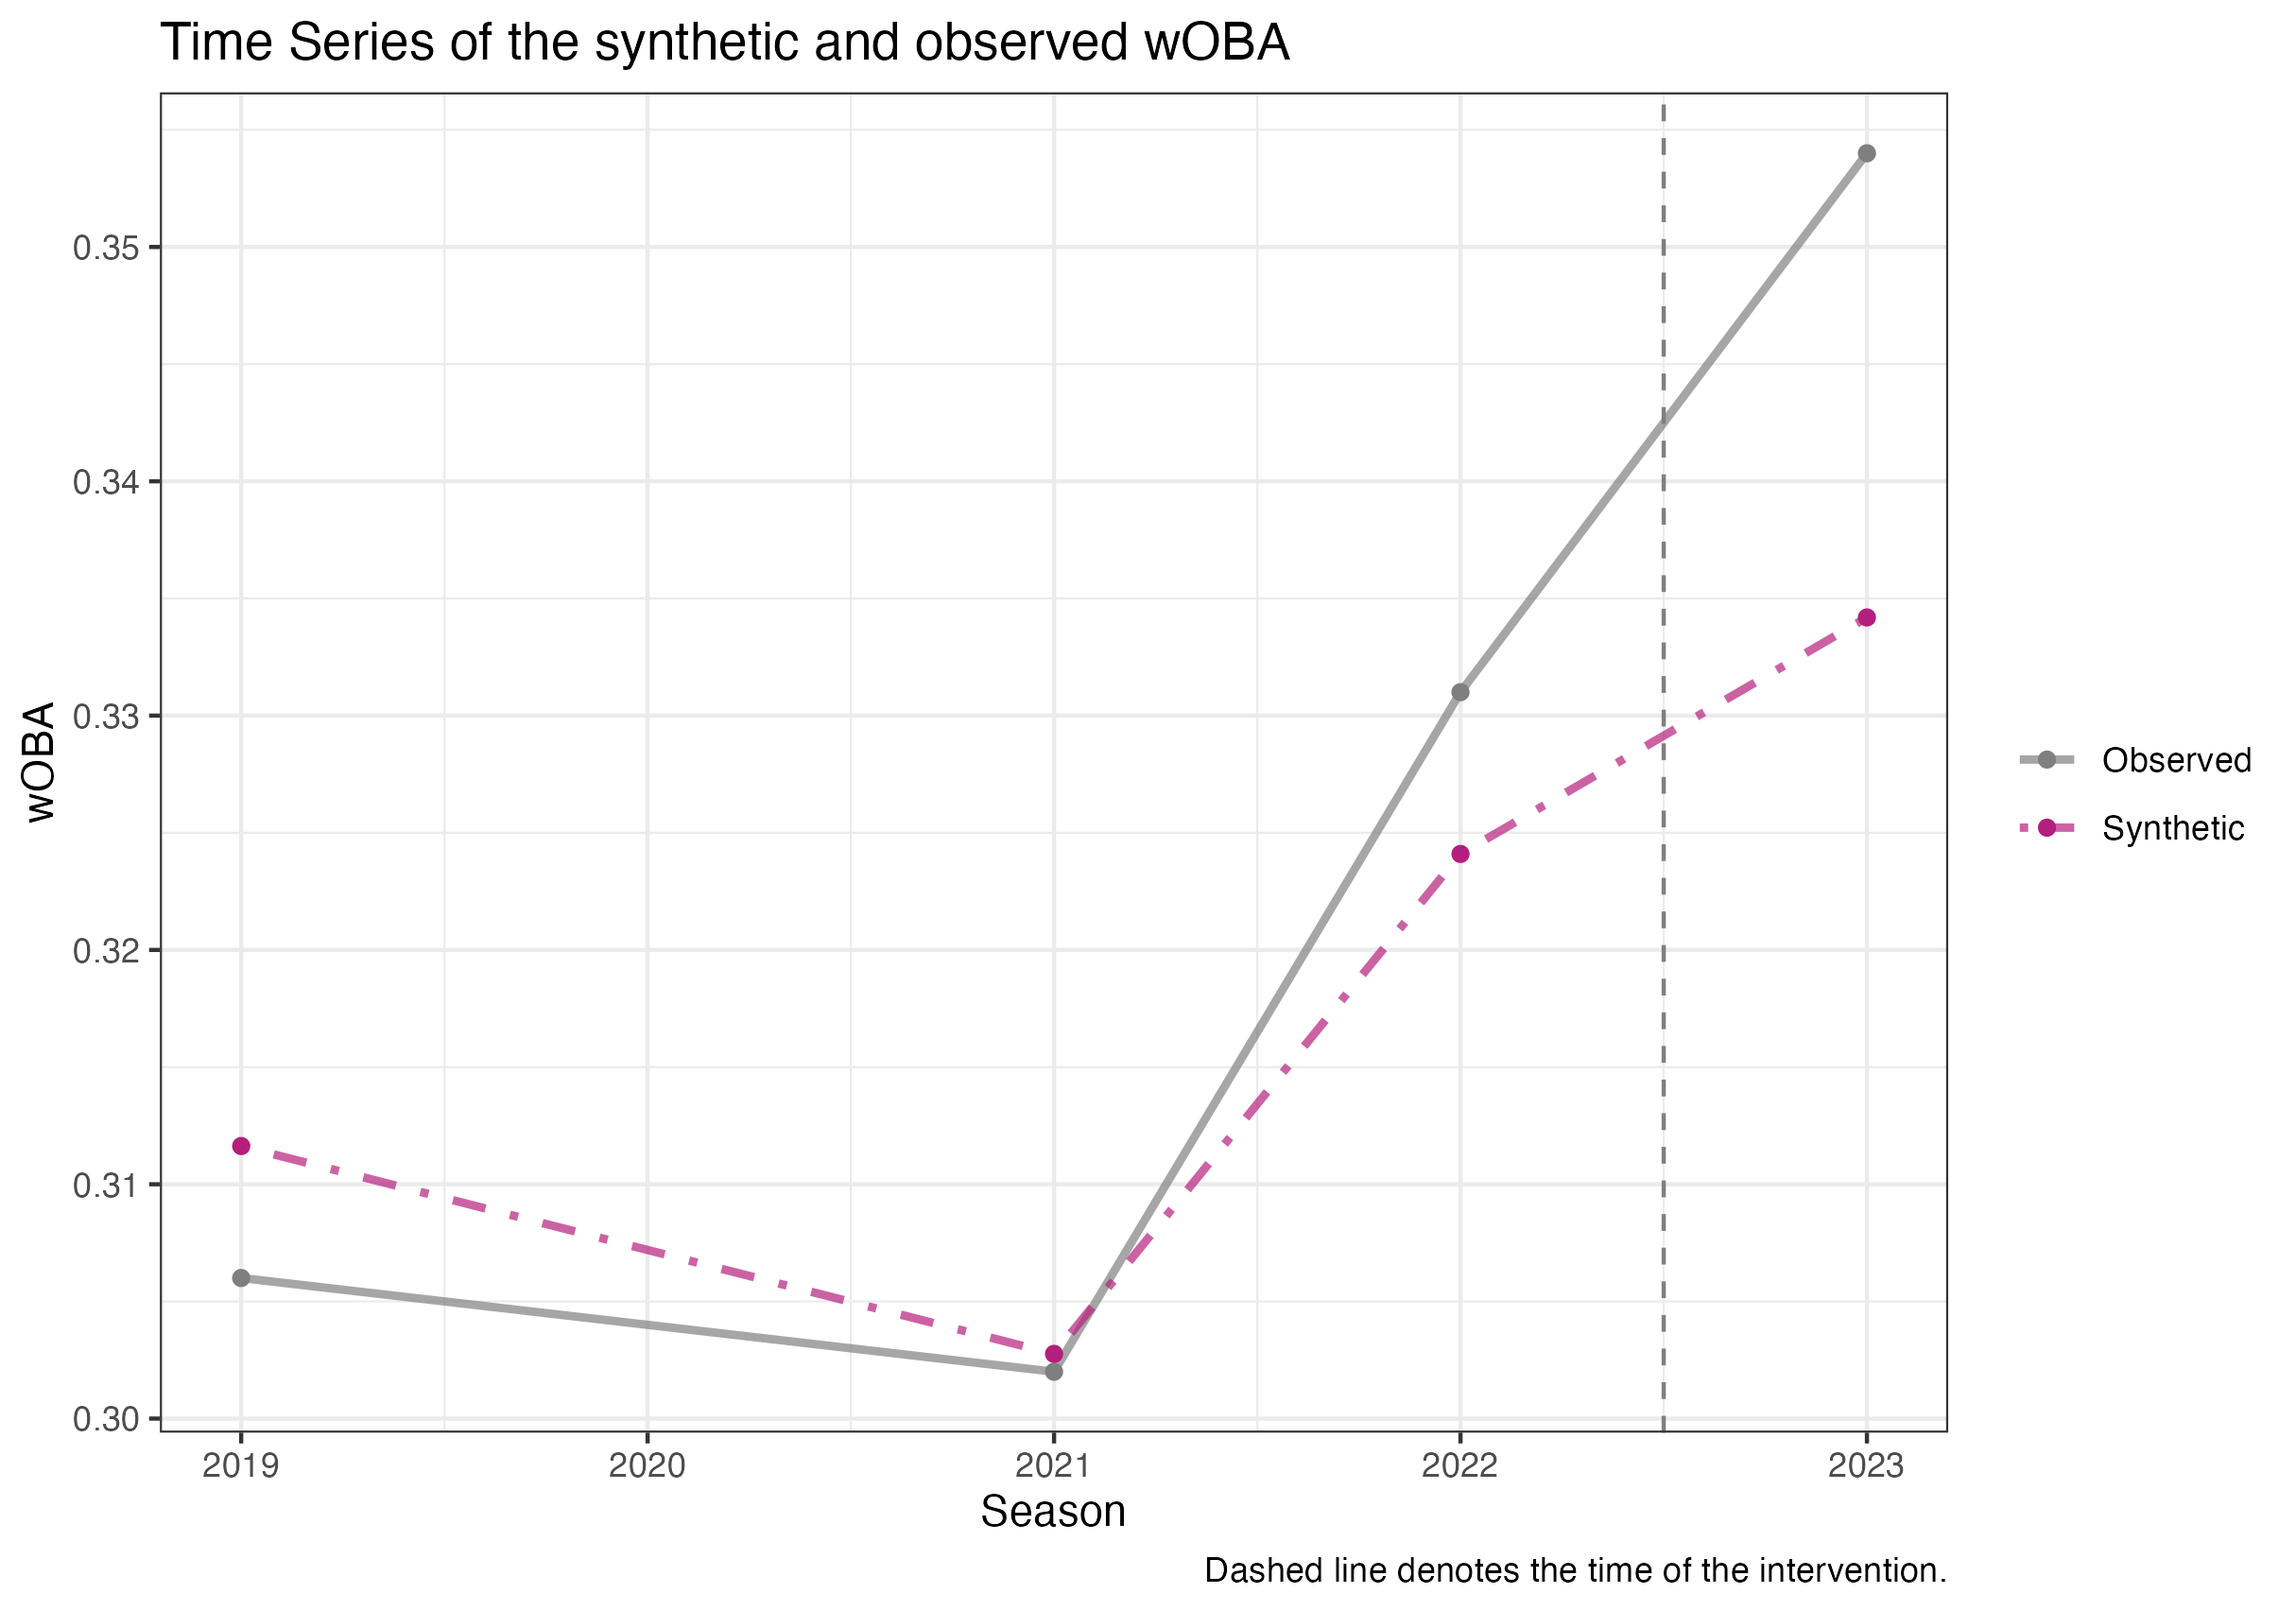 Time Series of the synthetic and observed wOBA
wOBA
0.35
0.34
0.33
0.32
0.31
0.30
2019 2020 2021 2022 2023
Season
Observed
Synthetic
Dashed line denotes the time of the intervention.